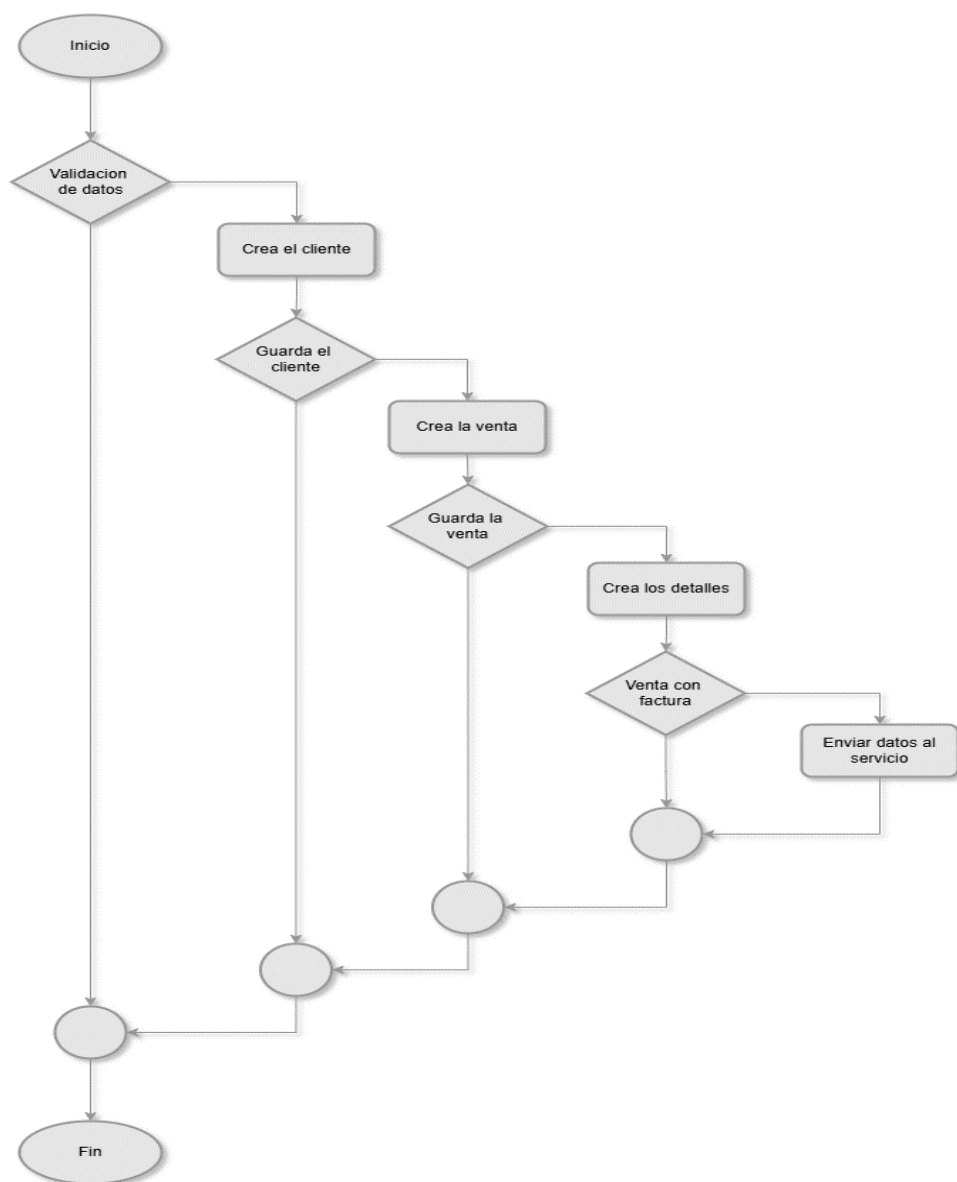 Inicio
Validacion
de datos
Crea el cliente
Guarda el
cliente
Crea la venta
Guarda la
venta
Crea los detalles
Venta con
factura
Enviar datos al
servicio
Fin